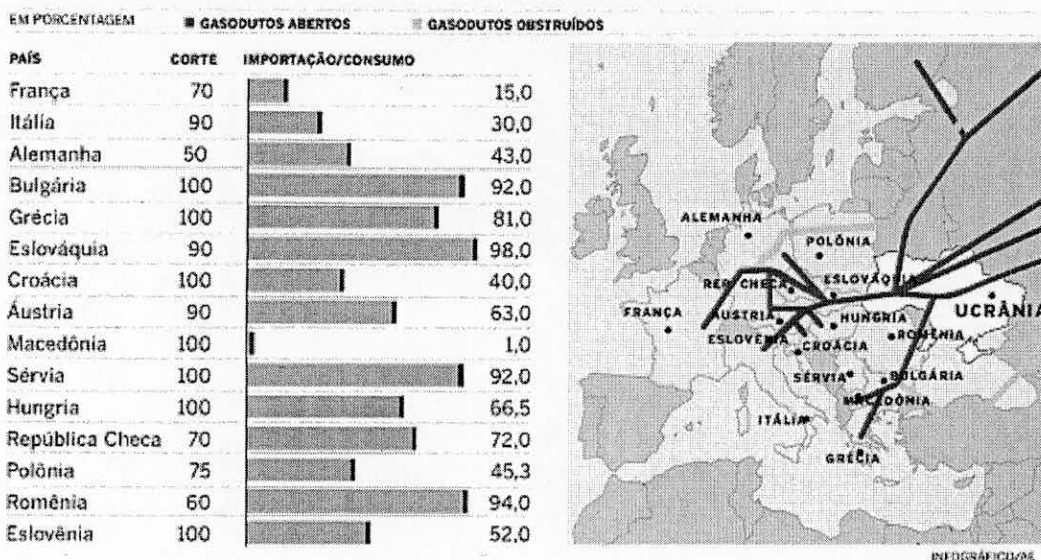 EM PORCENTAGEM ■ GASODUTOS ABERTOS ■ GASODUTOS OBSTRUÍDOS
PAÍS CORTE IMPORTAÇÃO/CONSUMO
França 70 15,0
Itália 90 30,0
Alemanha 50 43,0
Bulgária 100 92,0
Grécia 100 81,0
Eslováquia 90 98,0
Croácia 100 40,0
Áustria 90 63,0
Macedônia 100 1,0
Sérvia 100 92,0
Hungria 100 66,5
República Checa 70 72,0
Polônia 75 45,3
Romênia 60 94,0
Eslovênia 100 52,0
ALEMANHA
POLÔNIA
REP. CHECA
ESLOVÁQUIA
UCRÂNIA
FRANÇA
ÁUSTRIA
HUNGRIA
ESLOVÊNIA
ROMÊNIA
CROÁCIA
SÉRVIA
BULGÁRIA
MACEDÔNIA
ITÁLIA
GRÉCIA
INFOGRÁFICO/AE